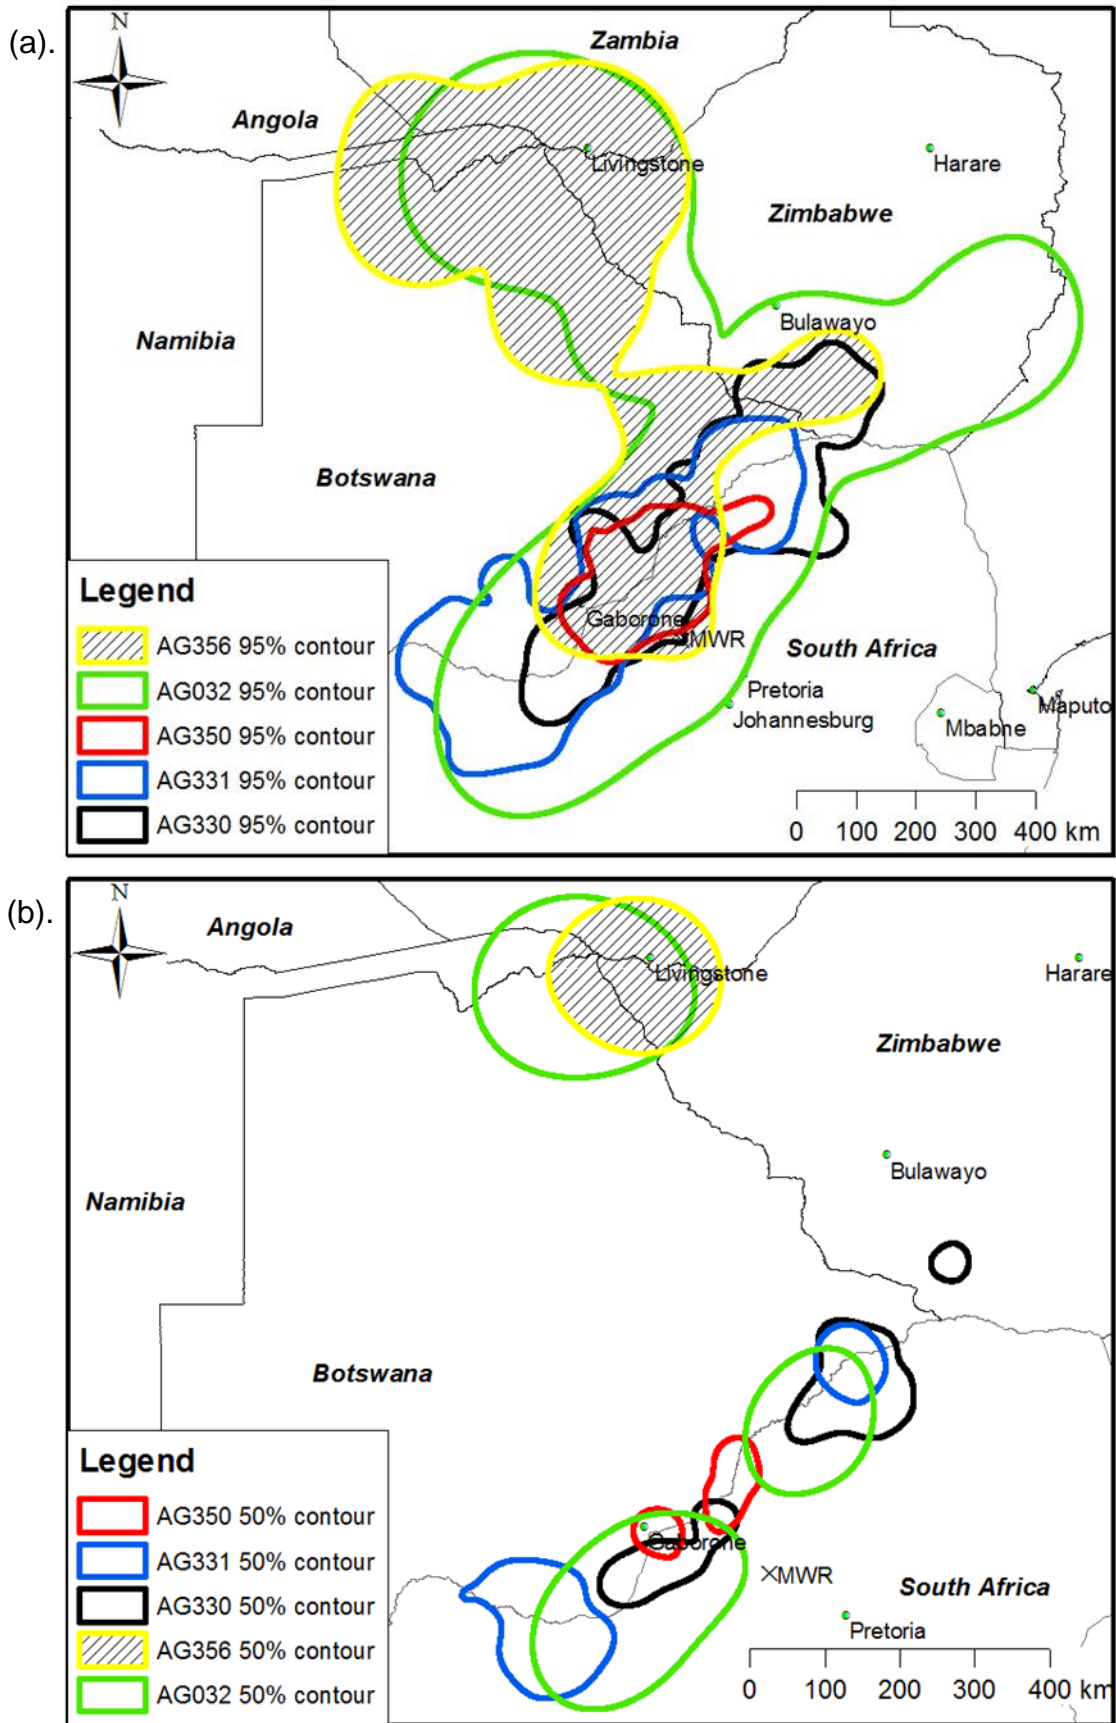 (a).
N
Zambia
Angola
Livingstone
Harare
Zimbabwe
Namibia
Bulawayo
Botswana
Gaborone
MWR
South Africa
Pretoria
Johannesburg
Mbabne
Maputo
Legend
AG356 95% contour
AG032 95% contour
AG350 95% contour
AG331 95% contour
AG330 95% contour
0 100 200 300 400 km
(b).
N
Angola
Livingstone
Harare
Zimbabwe
Bulawayo
Namibia
Botswana
Gaborone
MWR
South Africa
Pretoria
Legend
AG350 50% contour
AG331 50% contour
AG330 50% contour
AG356 50% contour
AG032 50% contour
0 100 200 300 400 km